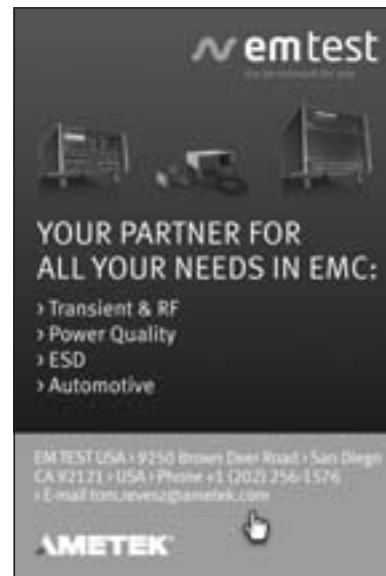 emtest
YOUR PARTNER FOR
ALL YOUR NEEDS IN EMC:
› Transient & RF
› Power Quality
› ESD
› Automotive
EM TEST USA › 9250 Brown Deer Road › San Diego
CA 92121 › USA › Phone +1 (202) 256-1576
› E-mail tom.revesz@ametek.com
AMETEK